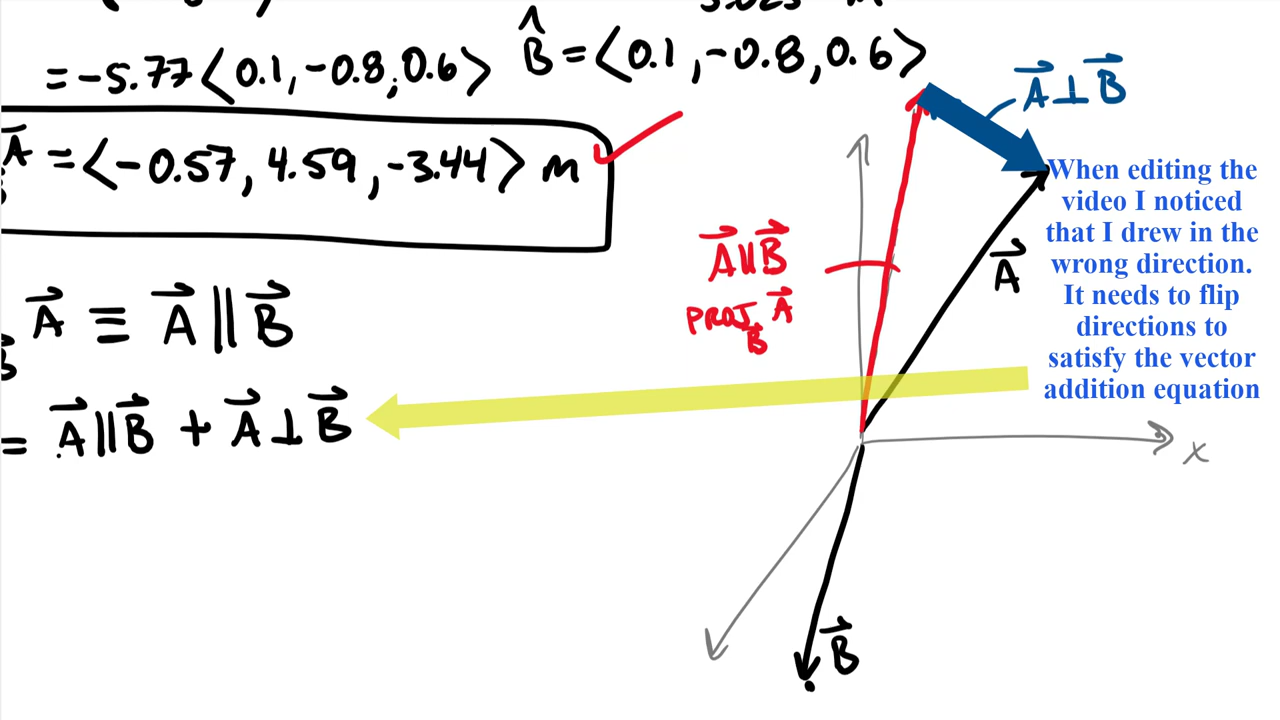 = -5.77⟨0.1, -0.8, 0.6⟩
B̂ = ⟨0.1, -0.8, 0.6⟩
A⃗ = ⟨-0.57, 4.59, -3.44⟩ m
A⃗ ≡ A⃗ ∥ B⃗
= A⃗∥B⃗ + A⃗⊥B⃗
A⃗⊥B⃗
A⃗∥B⃗
PROJ_B⃗ A⃗
A⃗
When editing the
video I noticed
that I drew in the
wrong direction.
It needs to flip
directions to
satisfy the vector
addition equation
x
B⃗